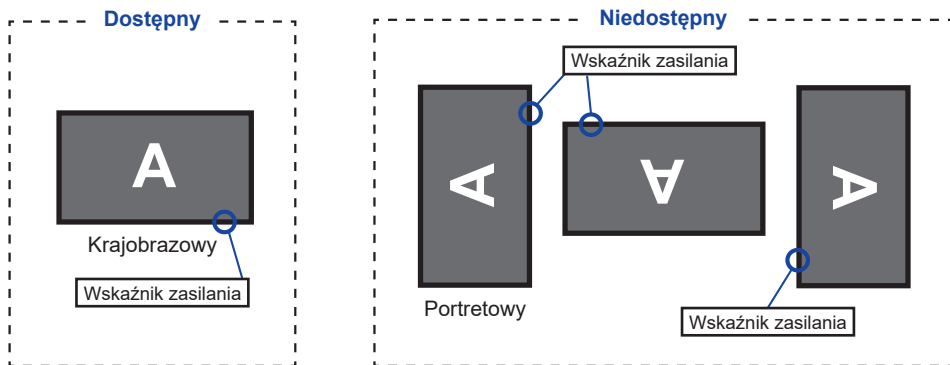 Dostępny
A
Krajobrazowy
Wskaźnik zasilania
Niedostępny
Wskaźnik zasilania
A
A
A
Portretowy
Wskaźnik zasilania